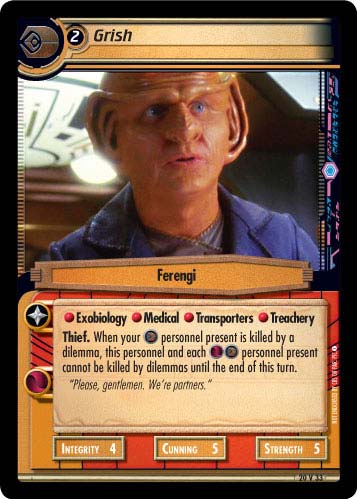 2 Grish
Ferengi
Exobiology Medical Transporters Treachery
Thief. When your personnel present is killed by a
dilemma, this personnel and each personnel present
cannot be killed by dilemmas until the end of this turn.
"Please, gentlemen. We're partners."
INTEGRITY 4 CUNNING 5 STRENGTH 5
20 V 33